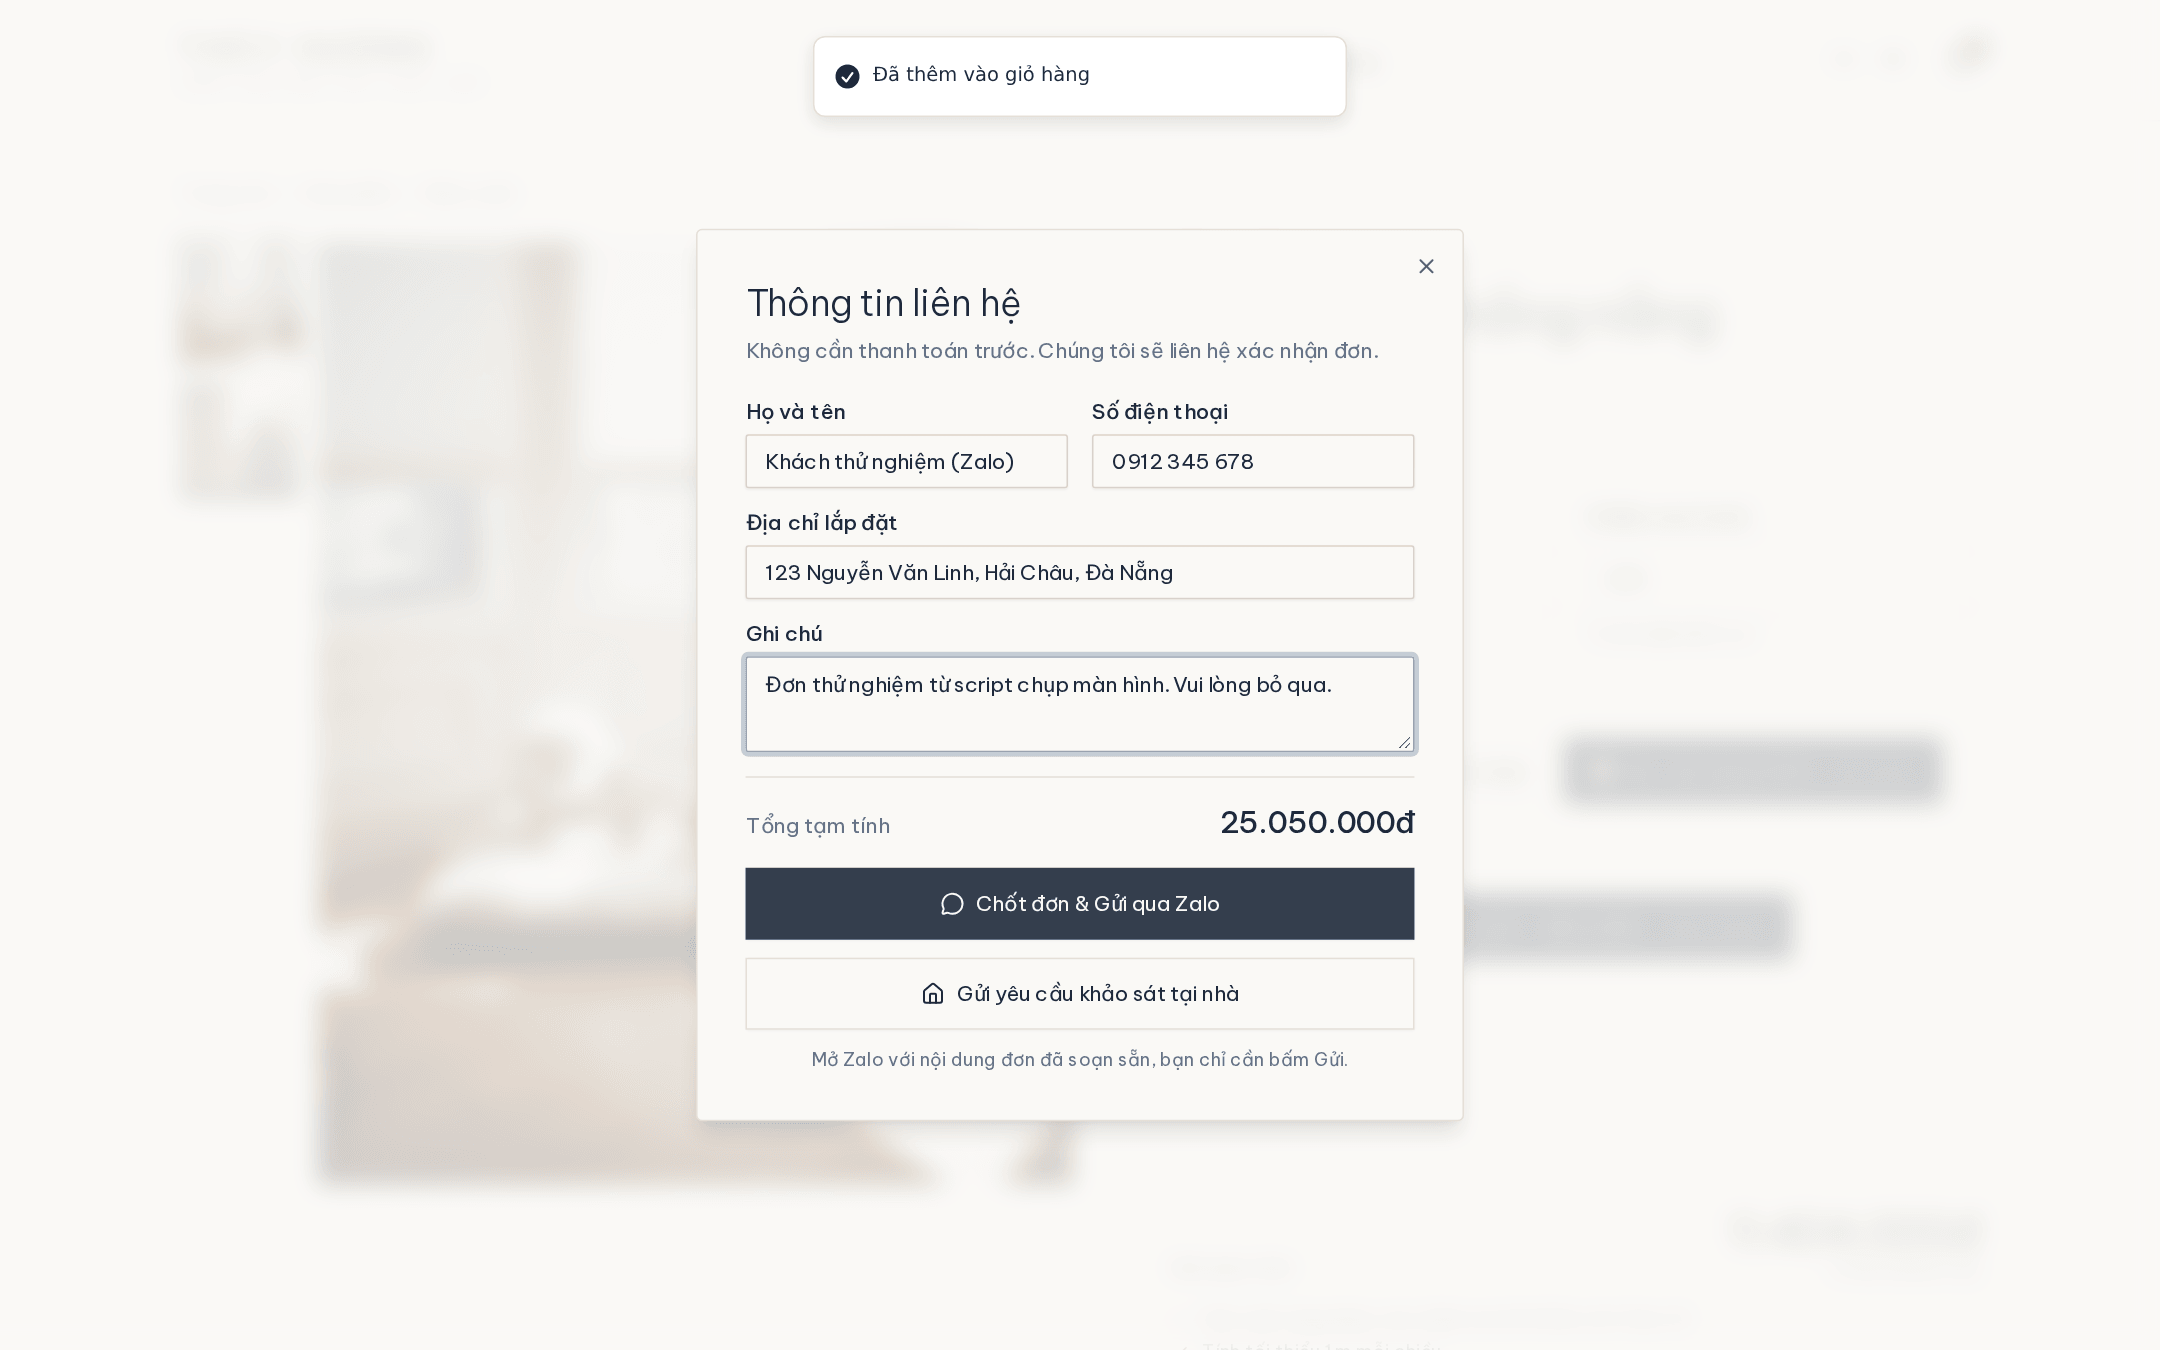 Đã thêm vào giỏ hàng
Thông tin liên hệ
Không cần thanh toán trước. Chúng tôi sẽ liên hệ xác nhận đơn.
Họ và tên
Số điện thoại
Khách thử nghiệm (Zalo)
0912 345 678
Địa chỉ lắp đặt
123 Nguyễn Văn Linh, Hải Châu, Đà Nẵng
Ghi chú
Đơn thử nghiệm từ script chụp màn hình. Vui lòng bỏ qua.
Tổng tạm tính
25.050.000đ
Chốt đơn & Gửi qua Zalo
Gửi yêu cầu khảo sát tại nhà
Mở Zalo với nội dung đơn đã soạn sẵn, bạn chỉ cần bấm Gửi.